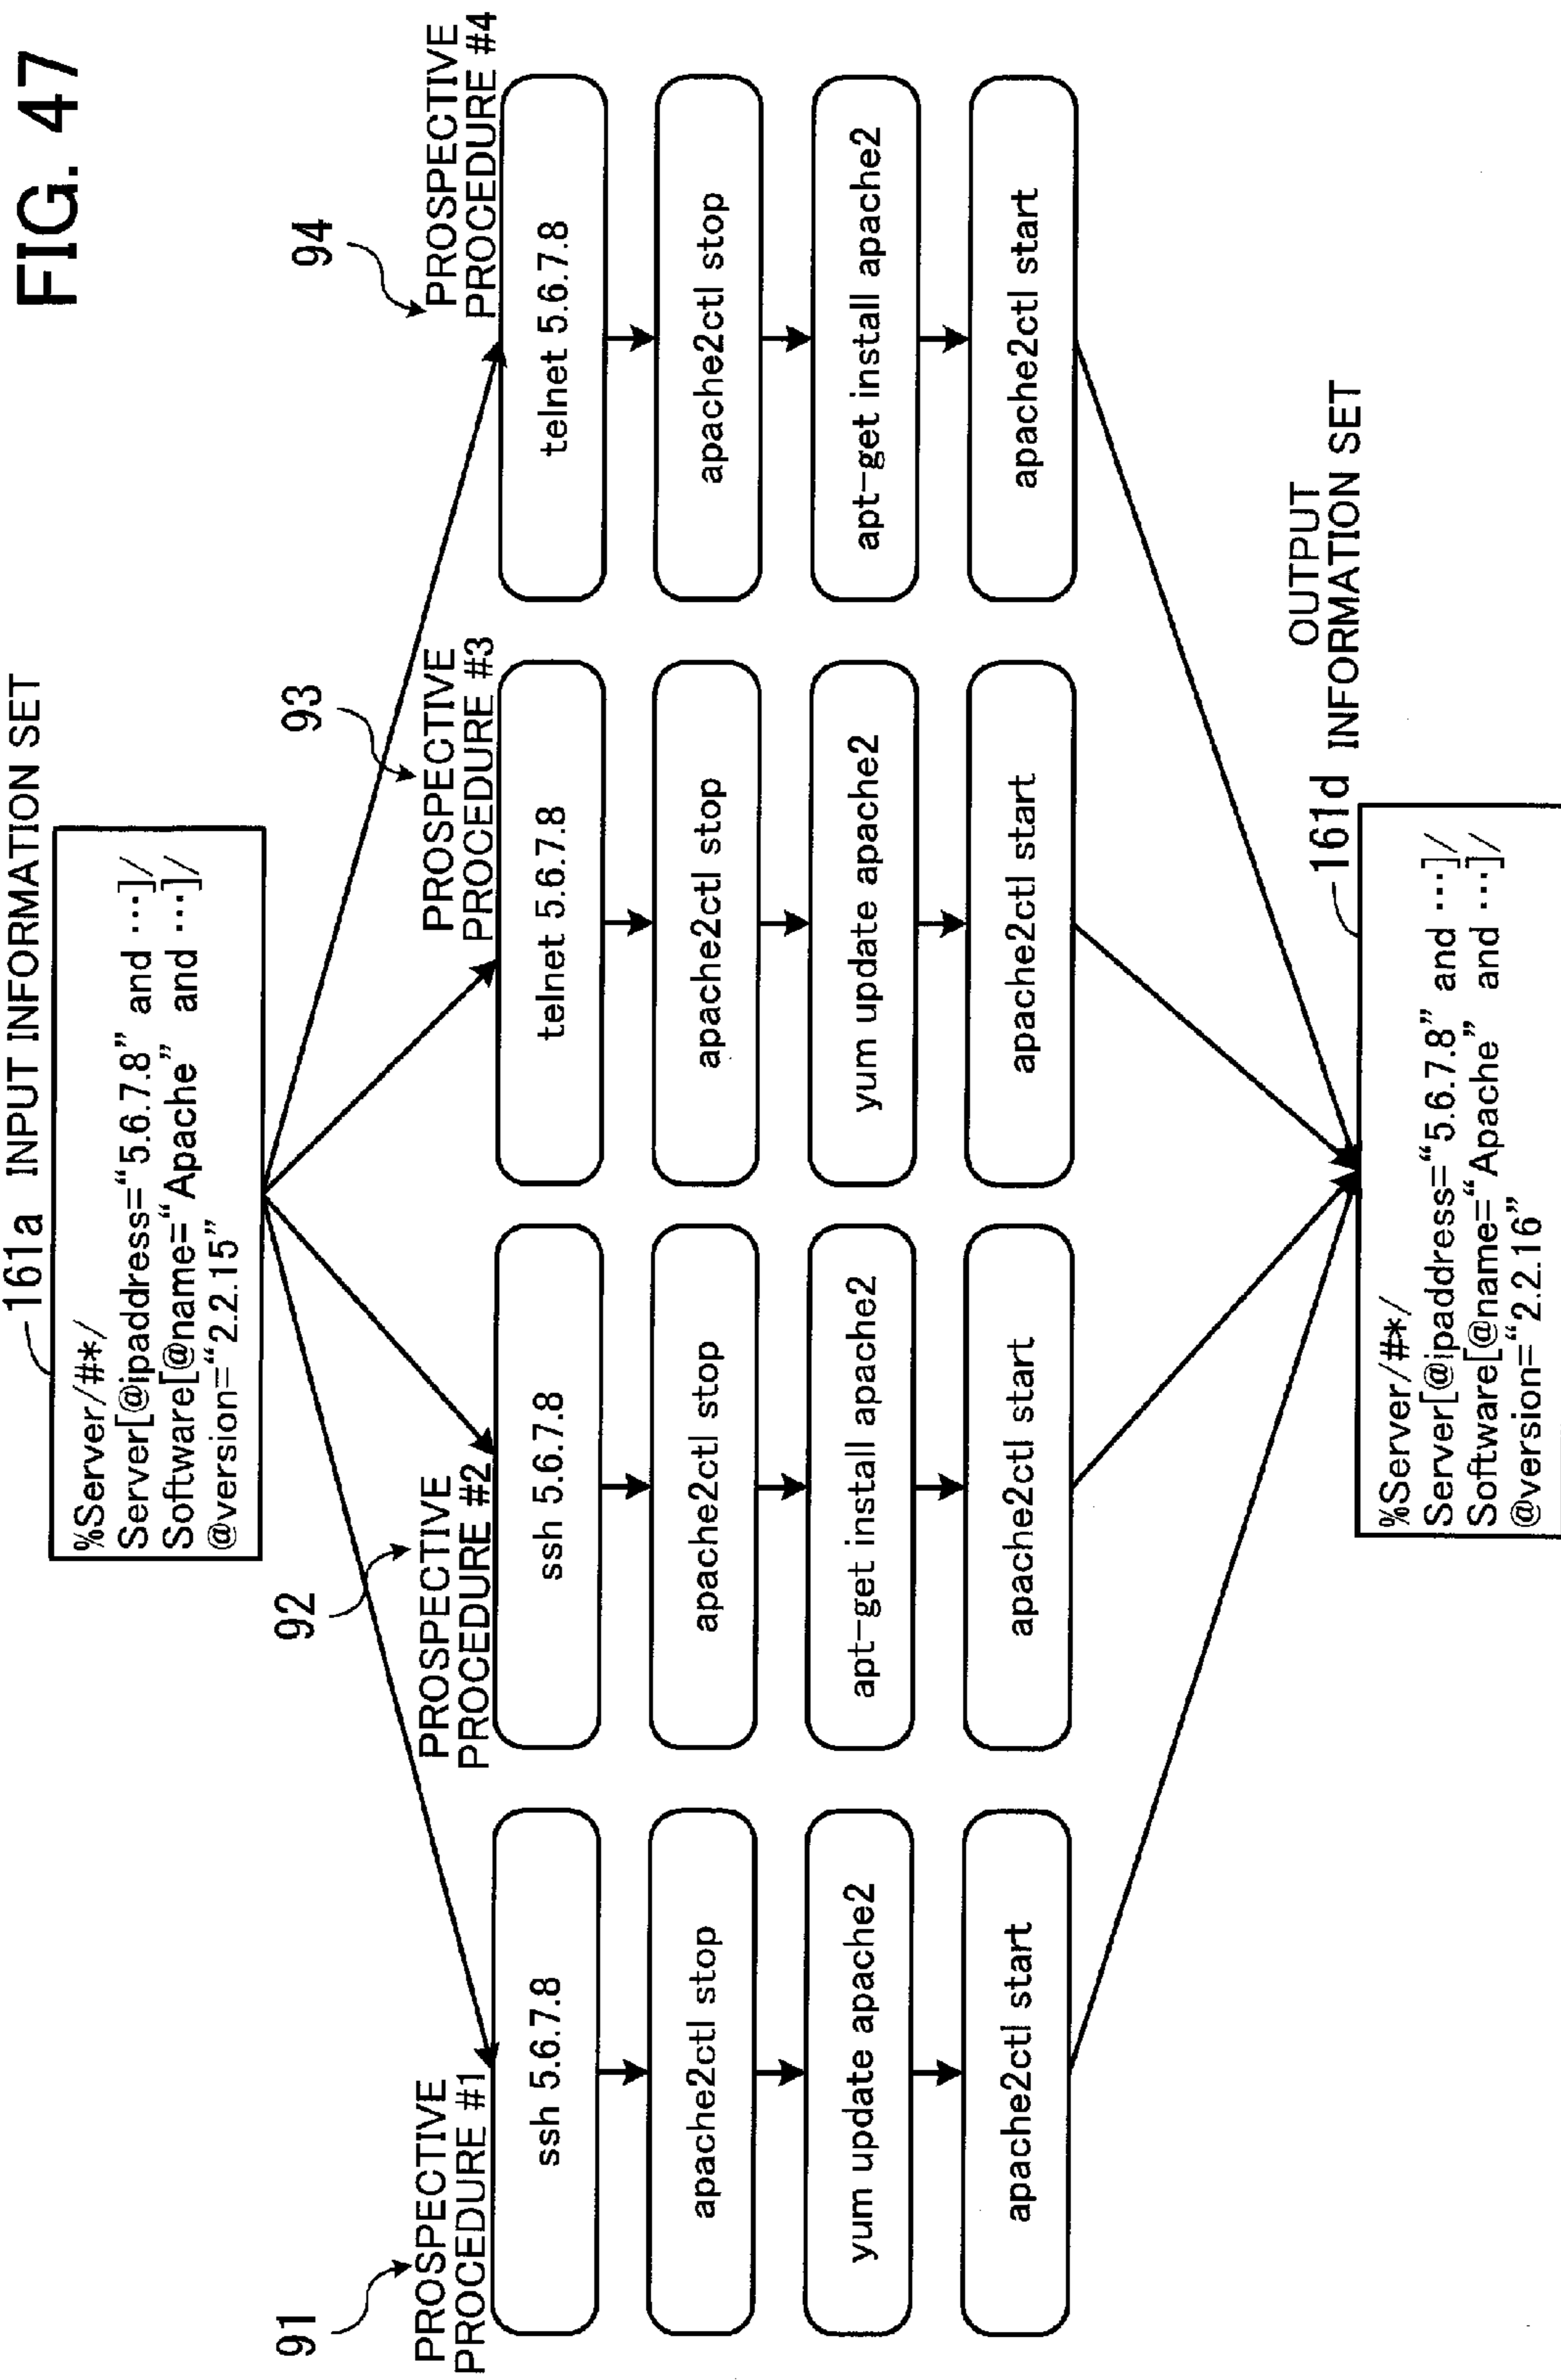 FIG. 47
161a INPUT INFORMATION SET
%Server/#*/
Server[@ipaddress=“5.6.7.8” and ⋯]/
Software[@name=“Apache” and ⋯]/
@version=“2.2.15”
91
PROSPECTIVE
PROCEDURE #1
ssh 5.6.7.8
apache2ctl stop
yum update apache2
apache2ctl start
92
PROSPECTIVE
PROCEDURE #2
ssh 5.6.7.8
apache2ctl stop
apt-get install apache2
apache2ctl start
93
PROSPECTIVE
PROCEDURE #3
telnet 5.6.7.8
apache2ctl stop
yum update apache2
apache2ctl start
94
PROSPECTIVE
PROCEDURE #4
telnet 5.6.7.8
apache2ctl stop
apt-get install apache2
apache2ctl start
OUTPUT
161d INFORMATION SET
%Server/#*/
Server[@ipaddress=“5.6.7.8” and ⋯]/
Software[@name=“Apache” and ⋯]/
@version=“2.2.16”